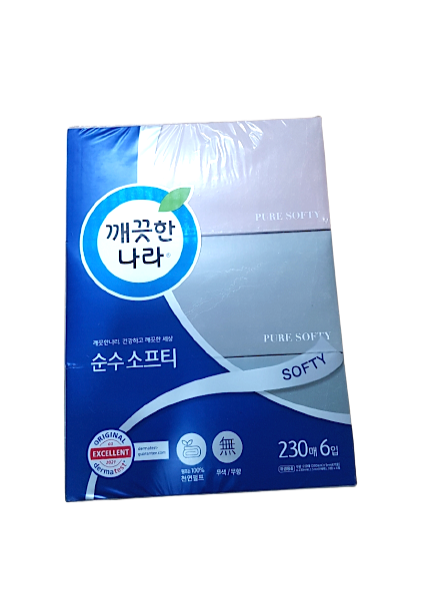 깨끗한
나라
PURE SOFTY
PURE SOFTY
SOFTY
깨끗한나라, 건강하고 깨끗한 세상
순수 소프티
ORIGINAL
EXCELLENT
dermatest
無
100%
천연펄프
무색/무향
230매 6입